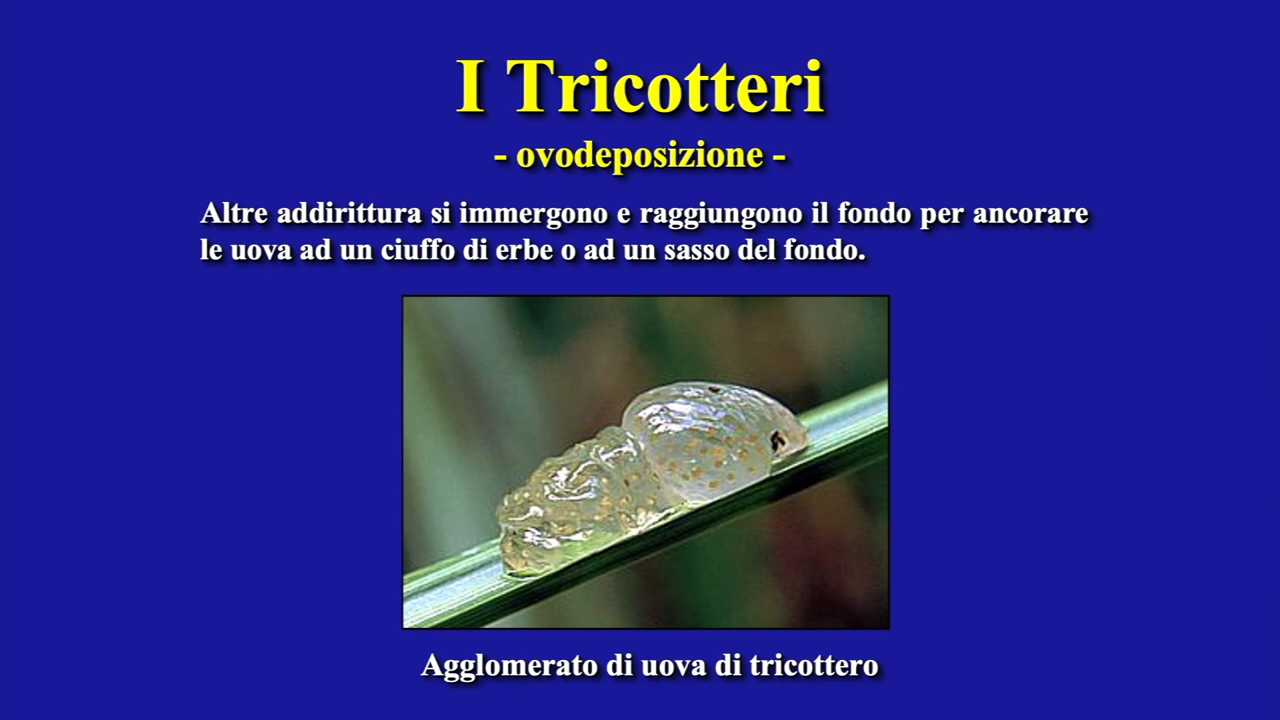 I Tricotteri
- ovodeposizione -
Altre addirittura si immergono e raggiungono il fondo per ancorare
le uova ad un ciuffo di erbe o ad un sasso del fondo.
Agglomerato di uova di tricottero